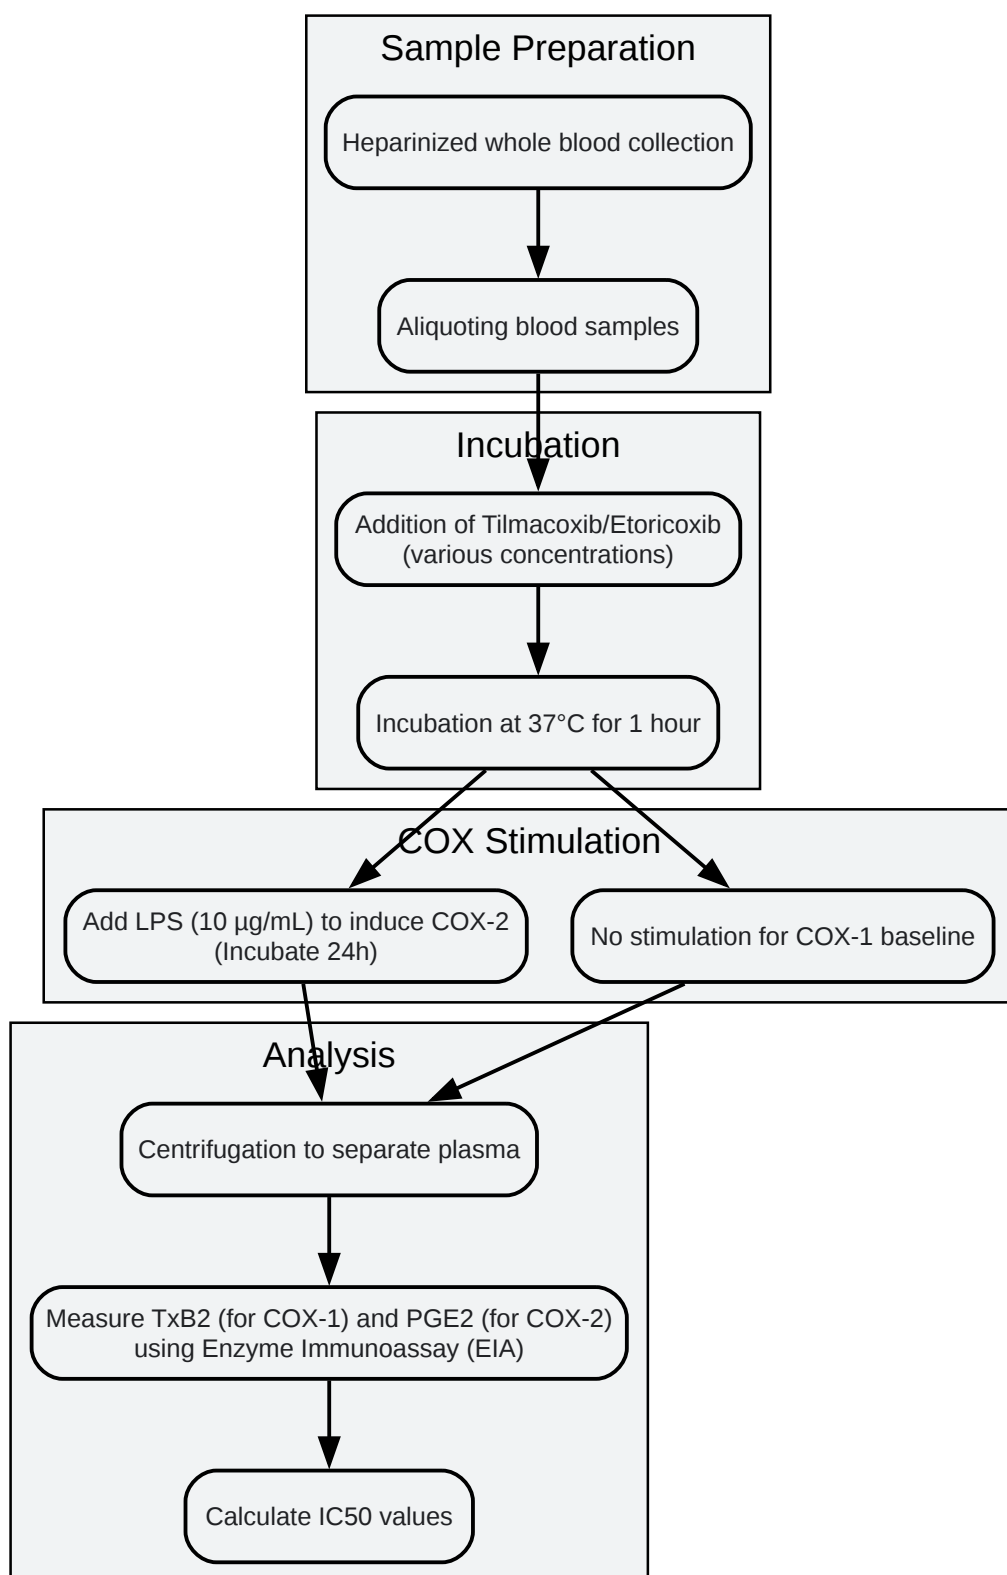 Sample Preparation
Heparinized whole blood collection
Aliquoting blood samples
Incubation
Addition of Tilmacoxib/Etoricoxib
(various concentrations)
Incubation at 37°C for 1 hour
COX Stimulation
Add LPS (10 µg/mL) to induce COX-2
(Incubate 24h)
No stimulation for COX-1 baseline
Analysis
Centrifugation to separate plasma
Measure TxB2 (for COX-1) and PGE2 (for COX-2)
using Enzyme Immunoassay (EIA)
Calculate IC50 values